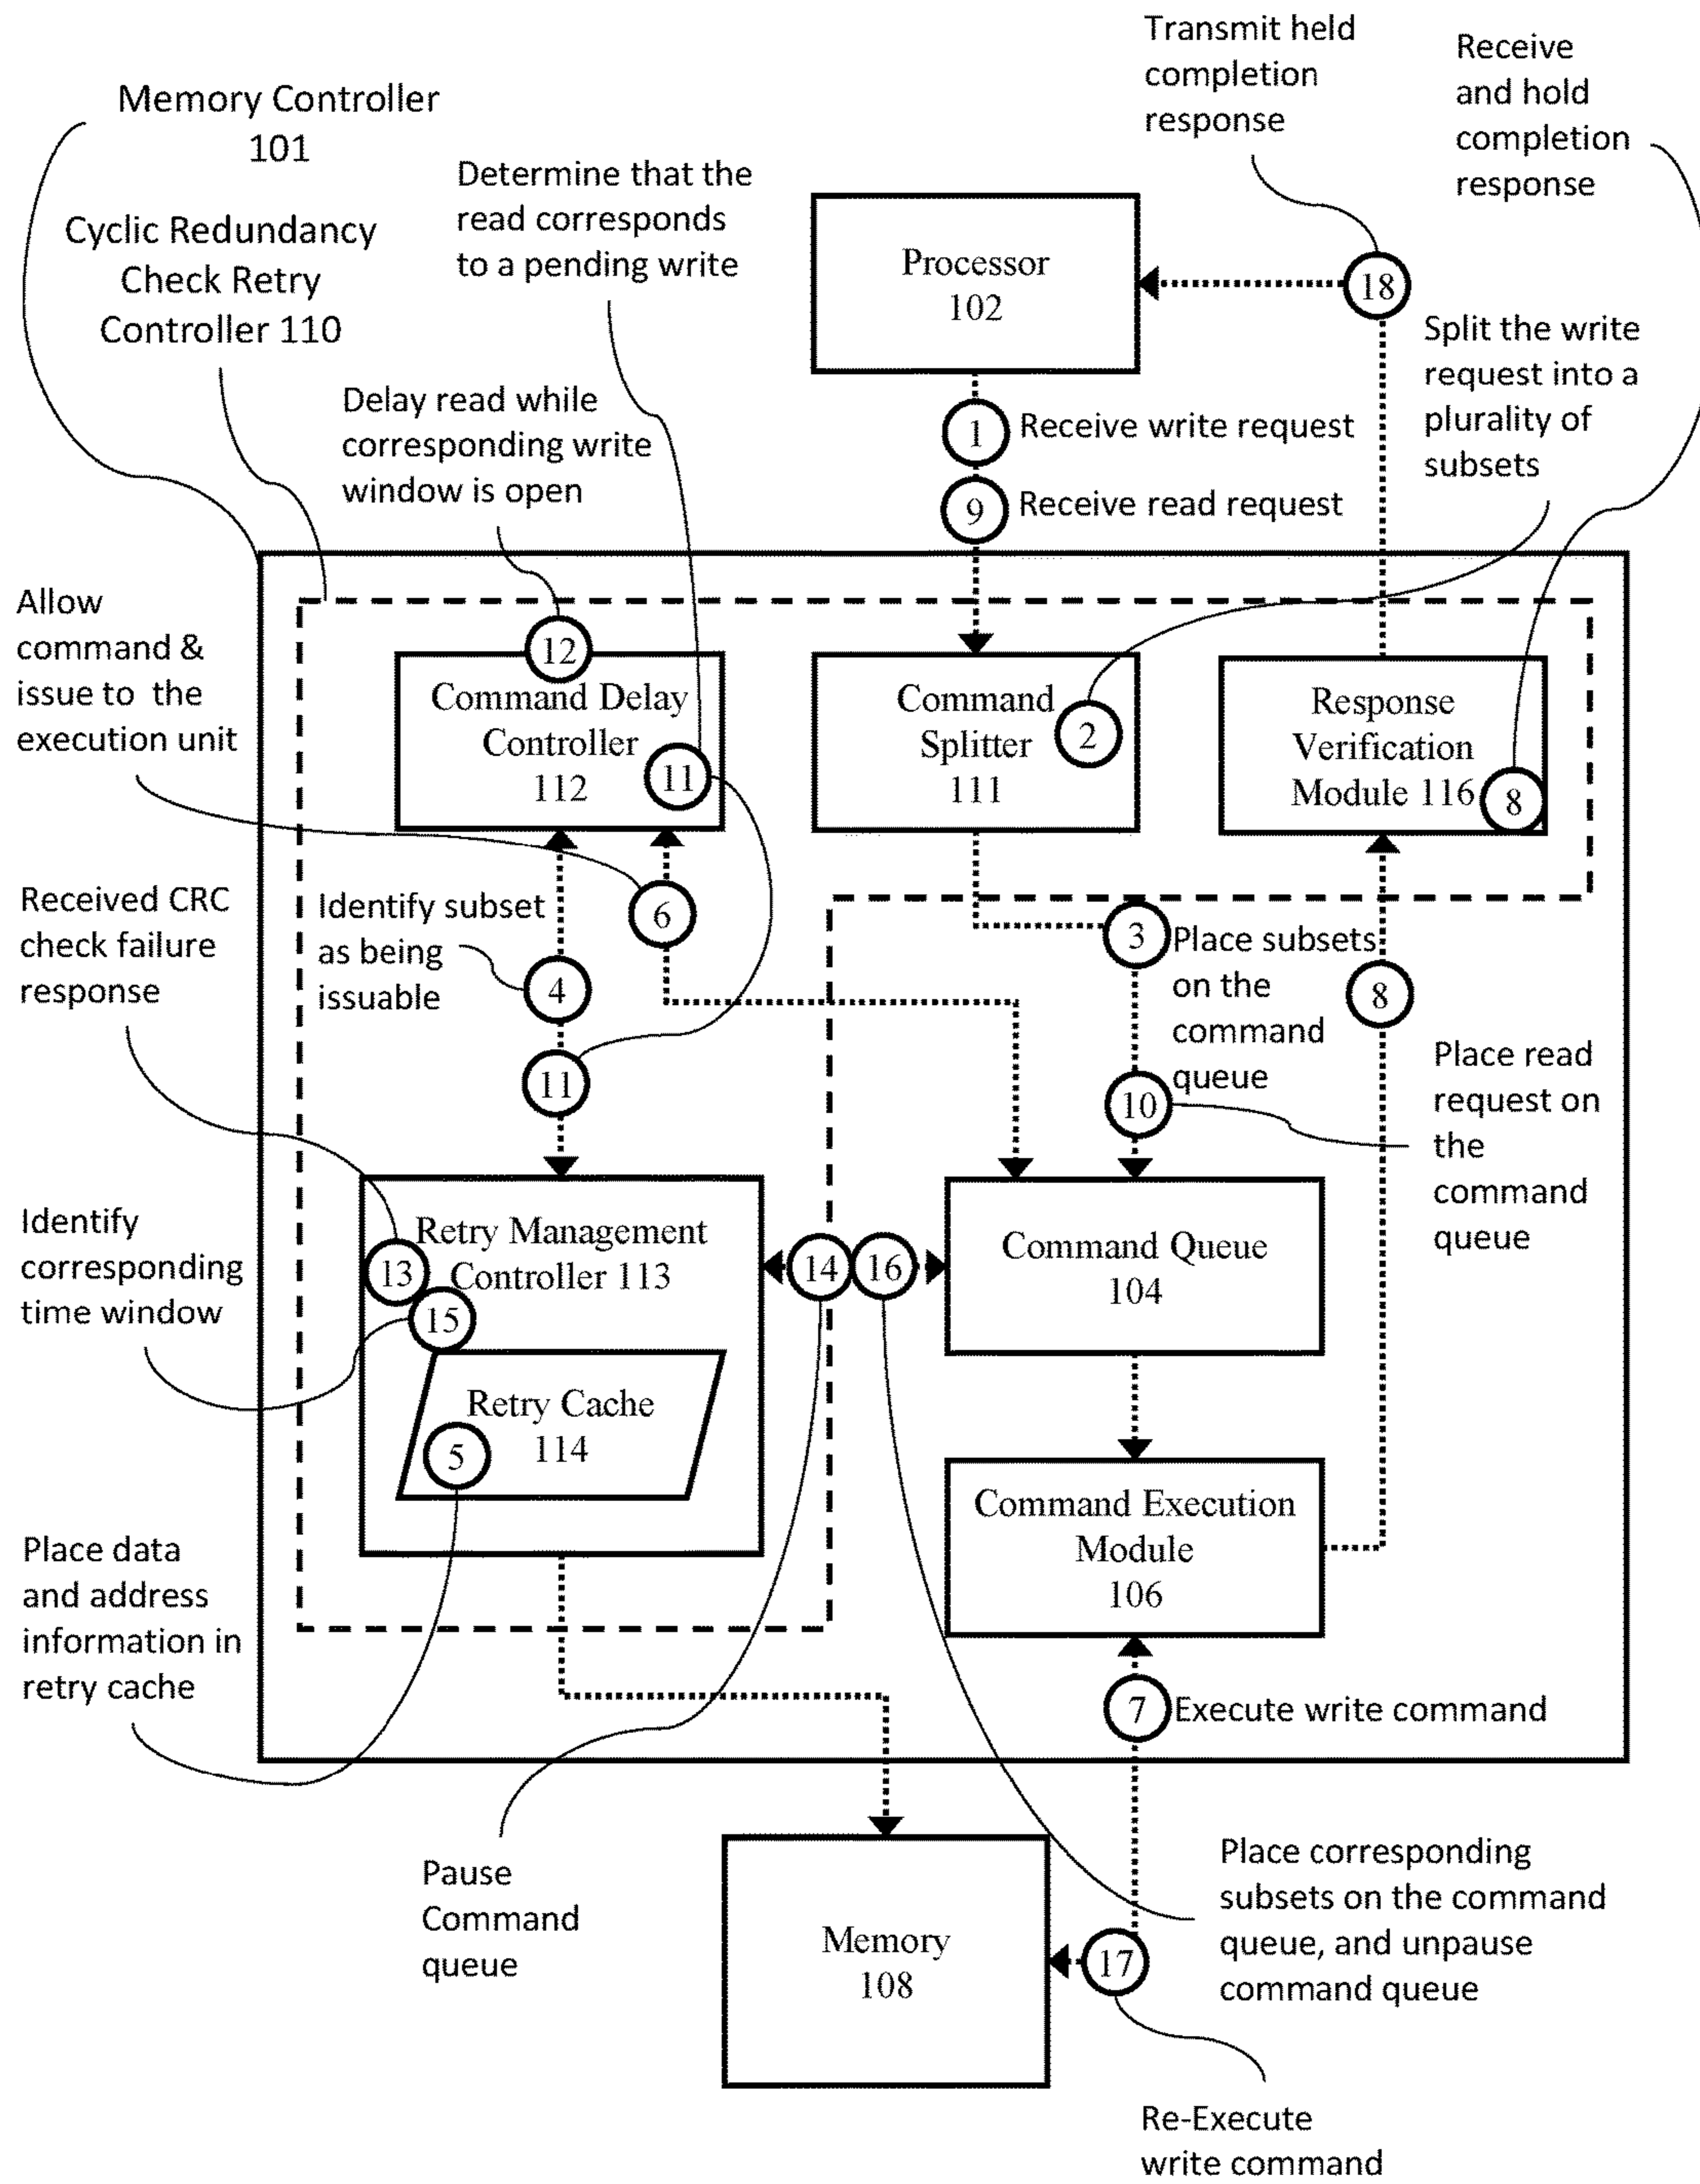 Transmit held
completion
response
Receive
and hold
completion
response
Memory Controller
101
Determine that the
read corresponds
to a pending write
Cyclic Redundancy
Check Retry
Controller 110
Processor
102
18
Split the write
request into a
plurality of
subsets
Delay read while
corresponding write
window is open
1
Receive write request
9
Receive read request
Allow
command &
issue to the
execution unit
12
Command Delay
Controller
112
11
Command
Splitter
111
2
Response
Verification
Module 116
8
Received CRC
check failure
response
Identify subset
as being
issuable
6
4
11
3
Place subsets
on the
command
queue
10
8
Place read
request on
the
command
queue
Identify
corresponding
time window
Retry Management
Controller 113
13
15
14
16
Command Queue
104
Retry Cache
114
5
Command Execution
Module
106
Place data
and address
information in
retry cache
7
Execute write command
Pause
Command
queue
Memory
108
17
Place corresponding
subsets on the command
queue, and unpause
command queue
Re-Execute
write command